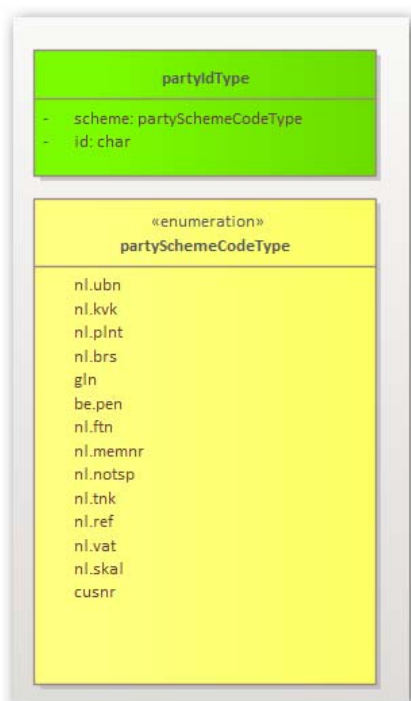 partyIdType
- scheme: partySchemeCodeType
- id: char
«enumeration»
partySchemeCodeType
nl.ubn
nl.kvk
nl.plnt
nl.brs
gln
be.pen
nl.ftn
nl.memnr
nl.notsp
nl.tnk
nl.ref
nl.vat
nl.skal
cusnr